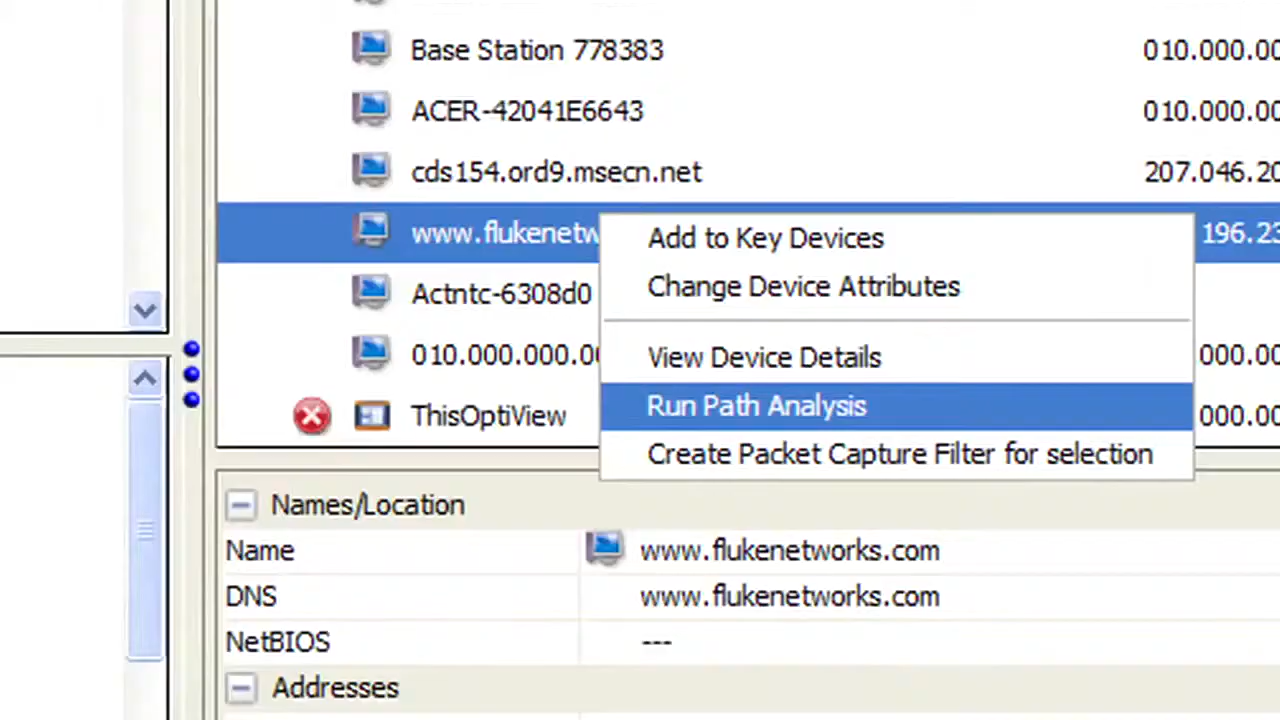 Base Station 778383 010.000.00
ACER-42041E6643 010.000.00
cds154.ord9.msecn.net 207.046.20
www.flukenetw 196.23
Add to Key Devices
Change Device Attributes
Actntc-6308d0
View Device Details
010.000.000.0 000.00
Run Path Analysis
ThisOptiView 000.00
Create Packet Capture Filter for selection
Names/Location
Name www.flukenetworks.com
DNS www.flukenetworks.com
NetBIOS ---
Addresses